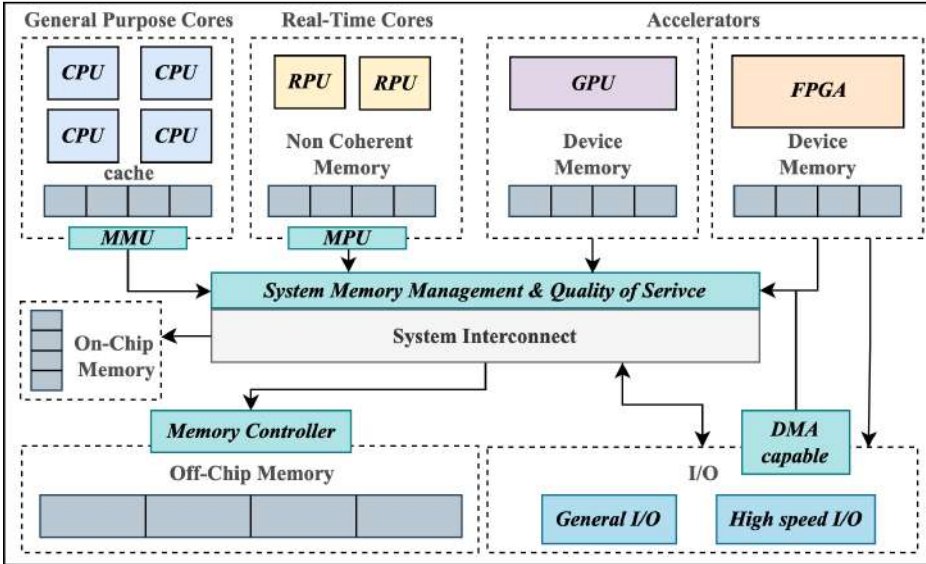 General Purpose Cores
Real-Time Cores
Accelerators
CPU
CPU
CPU
CPU
cache
MMU
RPU
RPU
Non Coherent
Memory
MPU
GPU
Device
Memory
FPGA
Device
Memory
System Memory Management & Quality of Serivce
System Interconnect
On-Chip
Memory
Memory Controller
Off-Chip Memory
DMA
capable
I/O
General I/O
High speed I/O